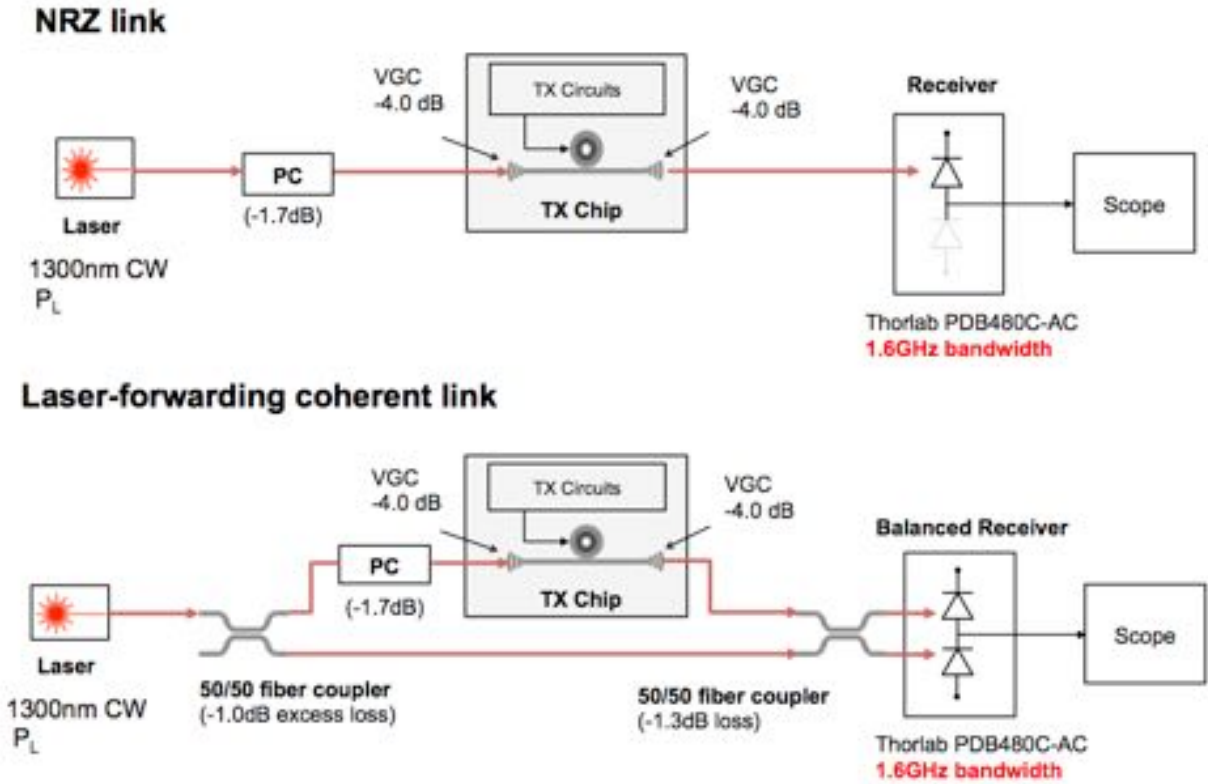 NRZ link
VGC
-4.0 dB
TX Circuits
VGC
-4.0 dB
Receiver
PC
(-1.7dB)
TX Chip
Scope
Laser
1300nm CW
PL
Thorlab PDB480C-AC
1.6GHz bandwidth
Laser-forwarding coherent link
VGC
-4.0 dB
TX Circuits
VGC
-4.0 dB
Balanced Receiver
PC
(-1.7dB)
TX Chip
Scope
Laser
1300nm CW
PL
50/50 fiber coupler
(-1.0dB excess loss)
50/50 fiber coupler
(-1.3dB loss)
Thorlab PDB480C-AC
1.6GHz bandwidth